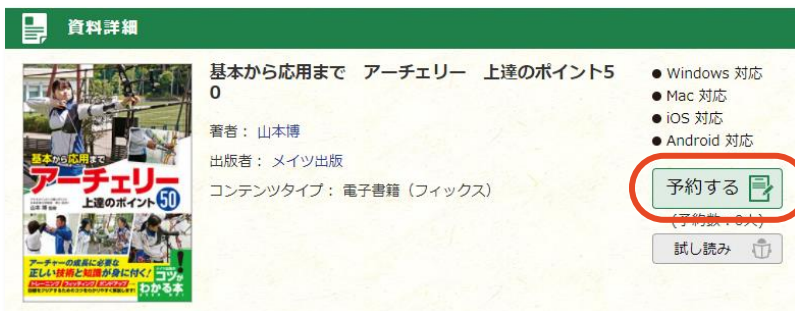 資料詳細
基本から応用まで　アーチェリー　上達のポイント5
0
著者： 山本博
出版者： メイツ出版
コンテンツタイプ： 電子書籍（フィックス）
● Windows 対応
● Mac 対応
● iOS 対応
● Android 対応
予約する
試し読み
基本から応用まで
アーチェリー
上達のポイント50
アーチャーの成長に必要な
正しい技術と知識が身に付く!
コツが
わかる本